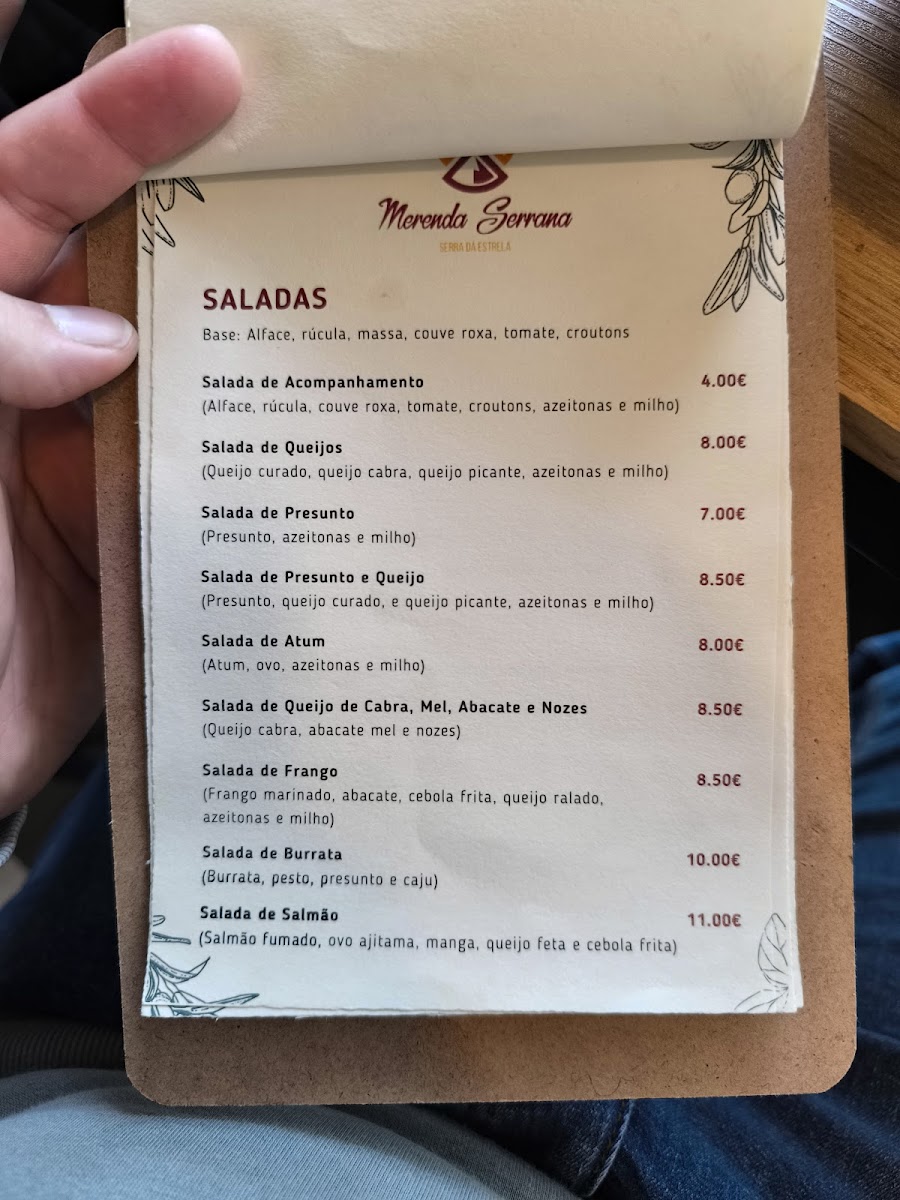 Merenda Serrana
SERRA DA ESTRELA
SALADAS
Base: Alface, rúcula, massa, couve roxa, tomate, croutons
Salada de Acompanhamento 4.00€
(Alface, rúcula, couve roxa, tomate, croutons, azeitonas e milho)
Salada de Queijos 8.00€
(Queijo curado, queijo cabra, queijo picante, azeitonas e milho)
Salada de Presunto 7.00€
(Presunto, azeitonas e milho)
Salada de Presunto e Queijo 8.50€
(Presunto, queijo curado, e queijo picante, azeitonas e milho)
Salada de Atum 8.00€
(Atum, ovo, azeitonas e milho)
Salada de Queijo de Cabra, Mel, Abacate e Nozes 8.50€
(Queijo cabra, abacate mel e nozes)
Salada de Frango 8.50€
(Frango marinado, abacate, cebola frita, queijo ralado,
azeitonas e milho)
Salada de Burrata 10.00€
(Burrata, pesto, presunto e caju)
Salada de Salmão 11.00€
(Salmão fumado, ovo ajitama, manga, queijo feta e cebola frita)